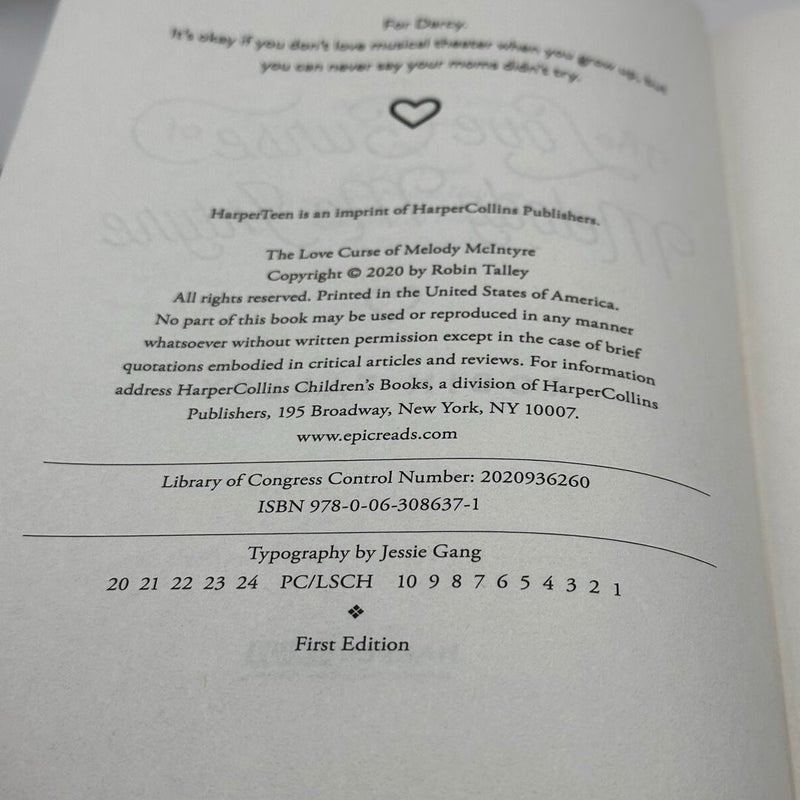 For Darcy.
It's okay if you don't love musical theater when you grow up, but
you can never say your moms didn't try.
HarperTeen is an imprint of HarperCollins Publishers.
The Love Curse of Melody McIntyre
Copyright © 2020 by Robin Talley
All rights reserved. Printed in the United States of America.
No part of this book may be used or reproduced in any manner
whatsoever without written permission except in the case of brief
quotations embodied in critical articles and reviews. For information
address HarperCollins Children's Books, a division of HarperCollins
Publishers, 195 Broadway, New York, NY 10007.
www.epicreads.com
Library of Congress Control Number: 2020936260
ISBN 978-0-06-308637-1
Typography by Jessie Gang
20 21 22 23 24 PC/LSCH 10 9 8 7 6 5 4 3 2 1
❖
First Edition